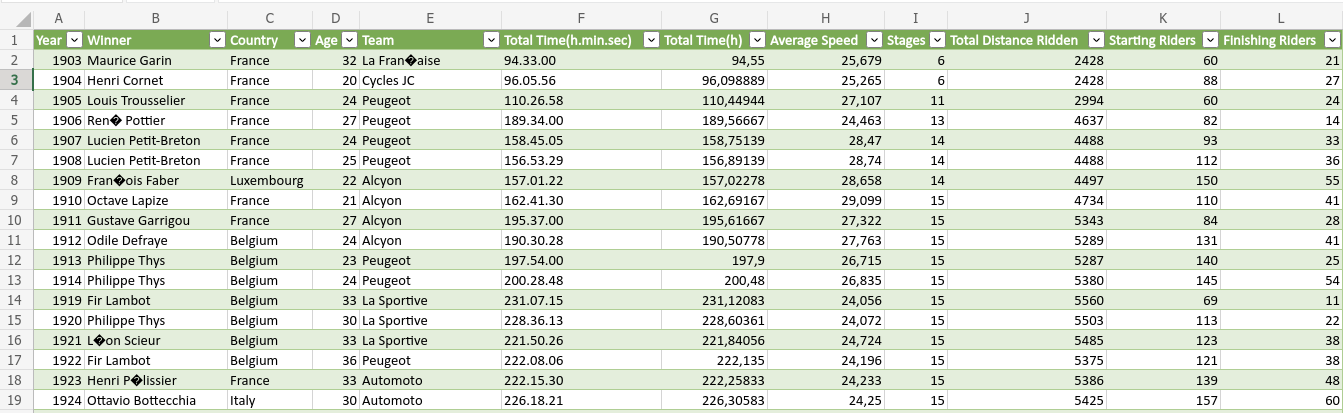 A B C D E F G H I J K L
1 Year Winner Country Age Team Total Time(h.min.sec) Total Time(h) Average Speed Stages Total Distance Ridden Starting Riders Finishing Riders
2 1903 Maurice Garin France 32 La Fran�aise 94.33.00 94,55 25,679 6 2428 60 21
3 1904 Henri Cornet France 20 Cycles JC 96.05.56 96,098889 25,265 6 2428 88 27
4 1905 Louis Trousselier France 24 Peugeot 110.26.58 110,44944 27,107 11 2994 60 24
5 1906 Ren� Pottier France 27 Peugeot 189.34.00 189,56667 24,463 13 4637 82 14
6 1907 Lucien Petit-Breton France 24 Peugeot 158.45.05 158,75139 28,47 14 4488 93 33
7 1908 Lucien Petit-Breton France 25 Peugeot 156.53.29 156,89139 28,74 14 4488 112 36
8 1909 Fran�ois Faber Luxembourg 22 Alcyon 157.01.22 157,02278 28,658 14 4497 150 55
9 1910 Octave Lapize France 21 Alcyon 162.41.30 162,69167 29,099 15 4734 110 41
10 1911 Gustave Garrigou France 27 Alcyon 195.37.00 195,61667 27,322 15 5343 84 28
11 1912 Odile Defraye Belgium 24 Alcyon 190.30.28 190,50778 27,763 15 5289 131 41
12 1913 Philippe Thys Belgium 23 Peugeot 197.54.00 197,9 26,715 15 5287 140 25
13 1914 Philippe Thys Belgium 24 Peugeot 200.28.48 200,48 26,835 15 5380 145 54
14 1919 Fir Lambot Belgium 33 La Sportive 231.07.15 231,12083 24,056 15 5560 69 11
15 1920 Philippe Thys Belgium 30 La Sportive 228.36.13 228,60361 24,072 15 5503 113 22
16 1921 L�on Scieur Belgium 33 La Sportive 221.50.26 221,84056 24,724 15 5485 123 38
17 1922 Fir Lambot Belgium 36 Peugeot 222.08.06 222,135 24,196 15 5375 121 38
18 1923 Henri P�lissier France 33 Automoto 222.15.30 222,25833 24,233 15 5386 139 48
19 1924 Ottavio Bottecchia Italy 30 Automoto 226.18.21 226,30583 24,25 15 5425 157 60